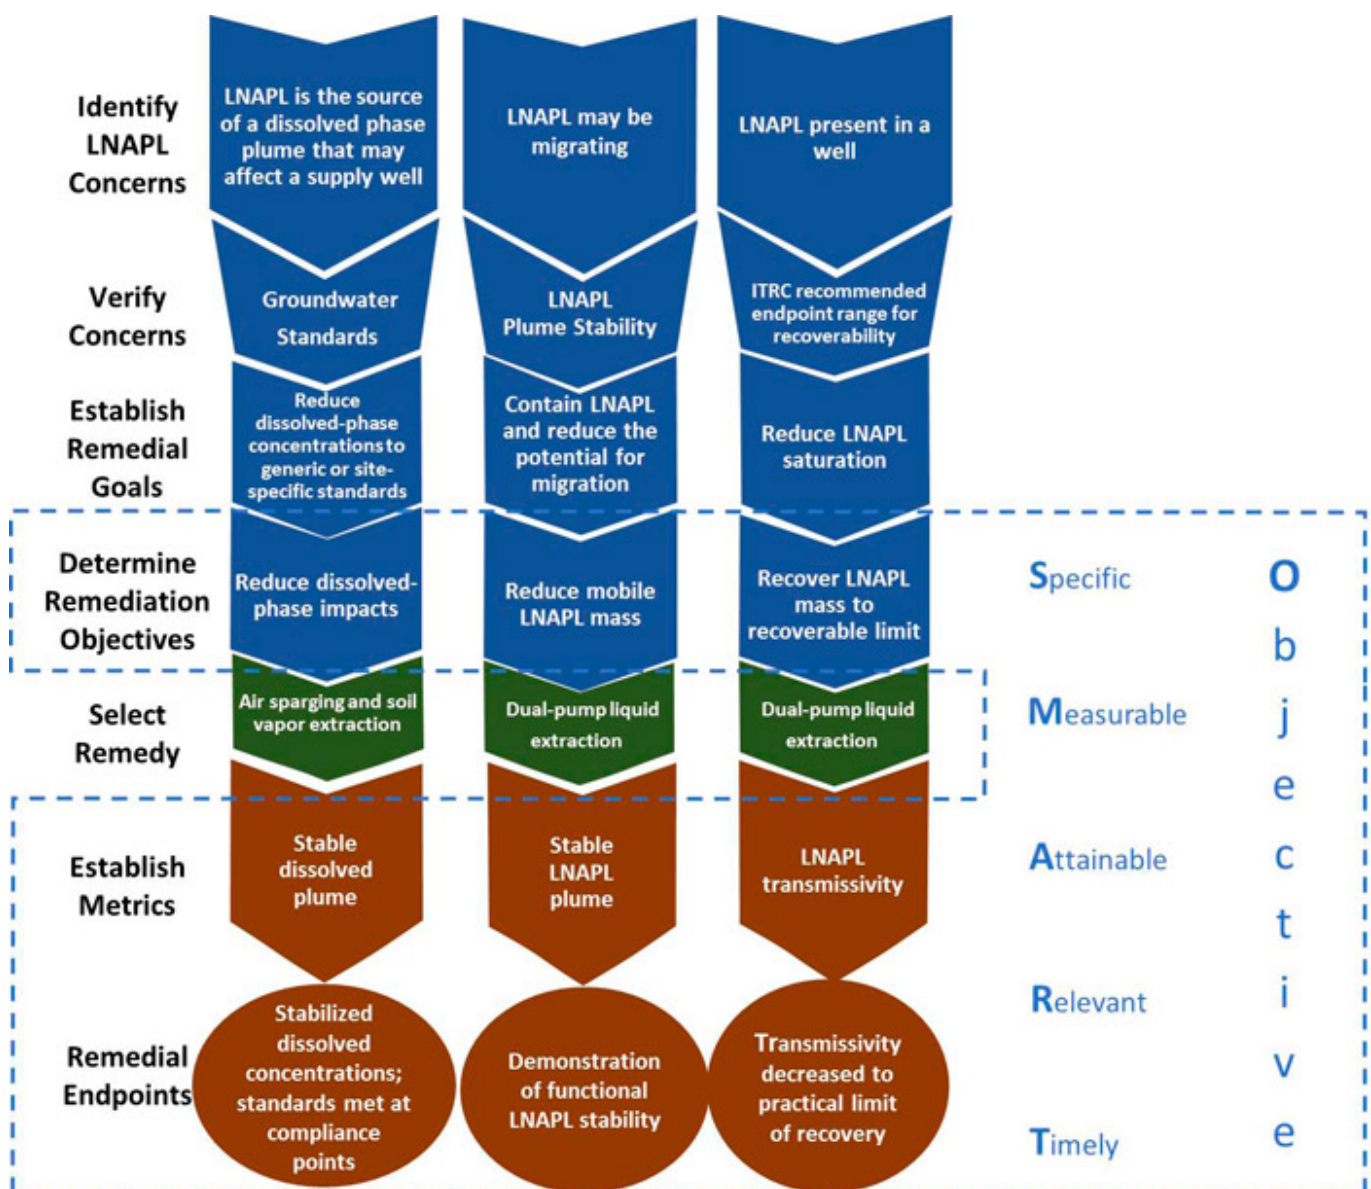 Identify
LNAPL
Concerns
LNAPL is the source
of a dissolved phase
plume that may
affect a supply well
LNAPL may be
migrating
LNAPL present in a
well
Verify
Concerns
Groundwater
Standards
LNAPL
Plume Stability
ITRC recommended
endpoint range for
recoverability
Establish
Remedial
Goals
Reduce
dissolved-phase
concentrations to
generic or site-
specific standards
Contain LNAPL
and reduce the
potential for
migration
Reduce LNAPL
saturation
Determine
Remediation
Objectives
Reduce dissolved-
phase impacts
Reduce mobile
LNAPL mass
Recover LNAPL
mass to
recoverable limit
Select
Remedy
Air sparging and soil
vapor extraction
Dual-pump liquid
extraction
Dual-pump liquid
extraction
Establish
Metrics
Stable
dissolved
plume
Stable
LNAPL
plume
LNAPL
transmissivity
Remedial
Endpoints
Stabilized
dissolved
concentrations;
standards met at
compliance
points
Demonstration
of functional
LNAPL stability
Transmissivity
decreased to
practical limit
of recovery
Specific
Measurable
Attainable
Relevant
Timely
O
b
j
e
c
t
i
v
e